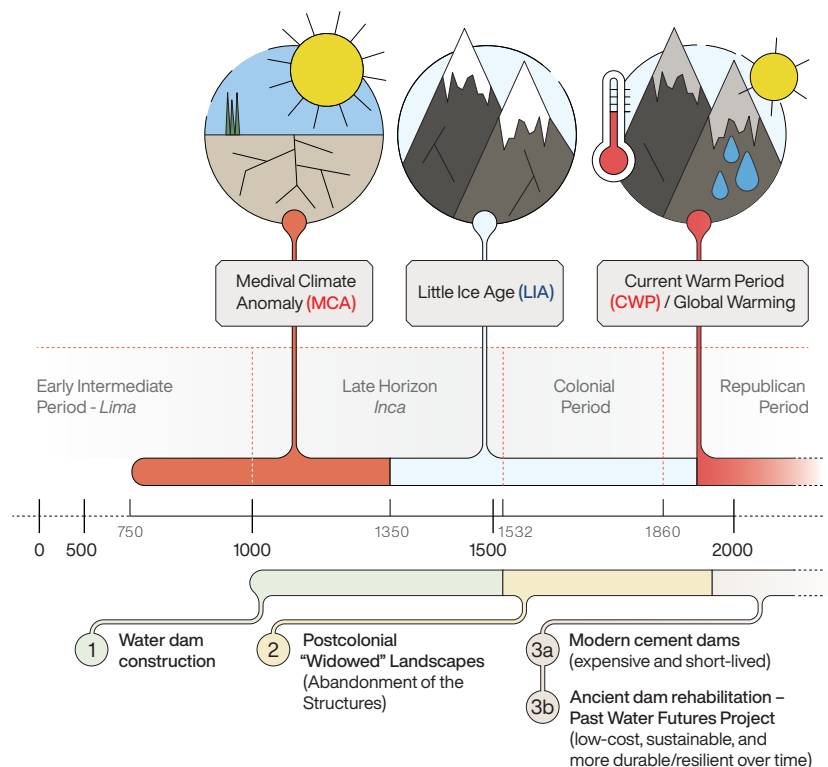 Medival Climate
Anomaly (MCA)
Little Ice Age (LIA)
Current Warm Period
(CWP) / Global Warming
Early Intermediate
Period - Lima
Late Horizon
Inca
Colonial
Period
Republican
Period
750
1350
1532
1860
0
500
1000
1500
2000
1
Water dam
construction
2
Postcolonial
“Widowed” Landscapes
(Abandonment of the
Structures)
3a
Modern cement dams
(expensive and short-lived)
3b
Ancient dam rehabilitation –
Past Water Futures Project
(low-cost, sustainable, and
more durable/resilient over time)